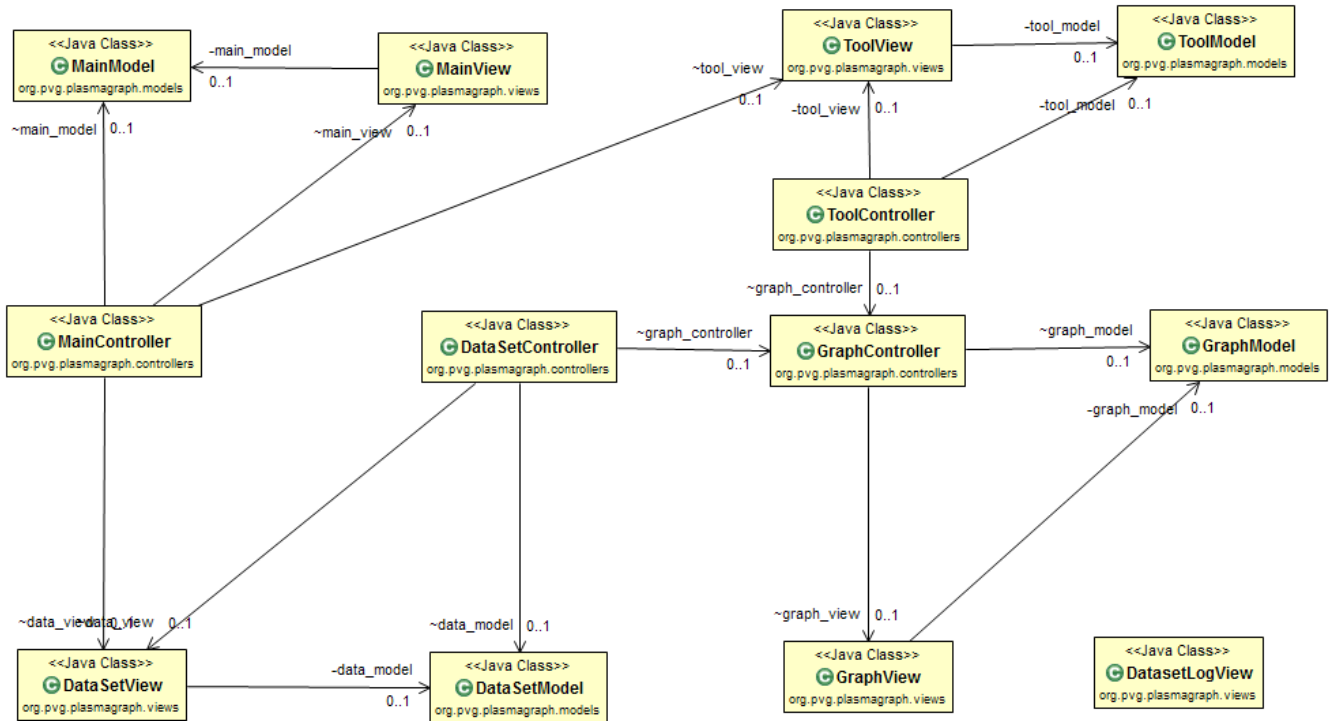 <<Java Class>>
MainModel
org.pvg.plasmagraph.models
-main_model
0..1
<<Java Class>>
MainView
org.pvg.plasmagraph.views
<<Java Class>>
ToolView
org.pvg.plasmagraph.views
-tool_model
0..1
<<Java Class>>
ToolModel
org.pvg.plasmagraph.models
~main_model
0..1
~main_view
0..1
~tool_view
0..1
-tool_view
0..1
-tool_model
0..1
<<Java Class>>
ToolController
org.pvg.plasmagraph.controllers
~graph_controller
0..1
<<Java Class>>
MainController
org.pvg.plasmagraph.controllers
<<Java Class>>
DataSetController
org.pvg.plasmagraph.controllers
~graph_controller
0..1
<<Java Class>>
GraphController
org.pvg.plasmagraph.controllers
~graph_model
0..1
<<Java Class>>
GraphModel
org.pvg.plasmagraph.models
-graph_model
0..1
~data_view
0..1
~data_view
0..1
~data_model
0..1
~graph_view
0..1
<<Java Class>>
DataSetView
org.pvg.plasmagraph.views
-data_model
0..1
<<Java Class>>
DataSetModel
org.pvg.plasmagraph.models
<<Java Class>>
GraphView
org.pvg.plasmagraph.views
<<Java Class>>
DatasetLogView
org.pvg.plasmagraph.views